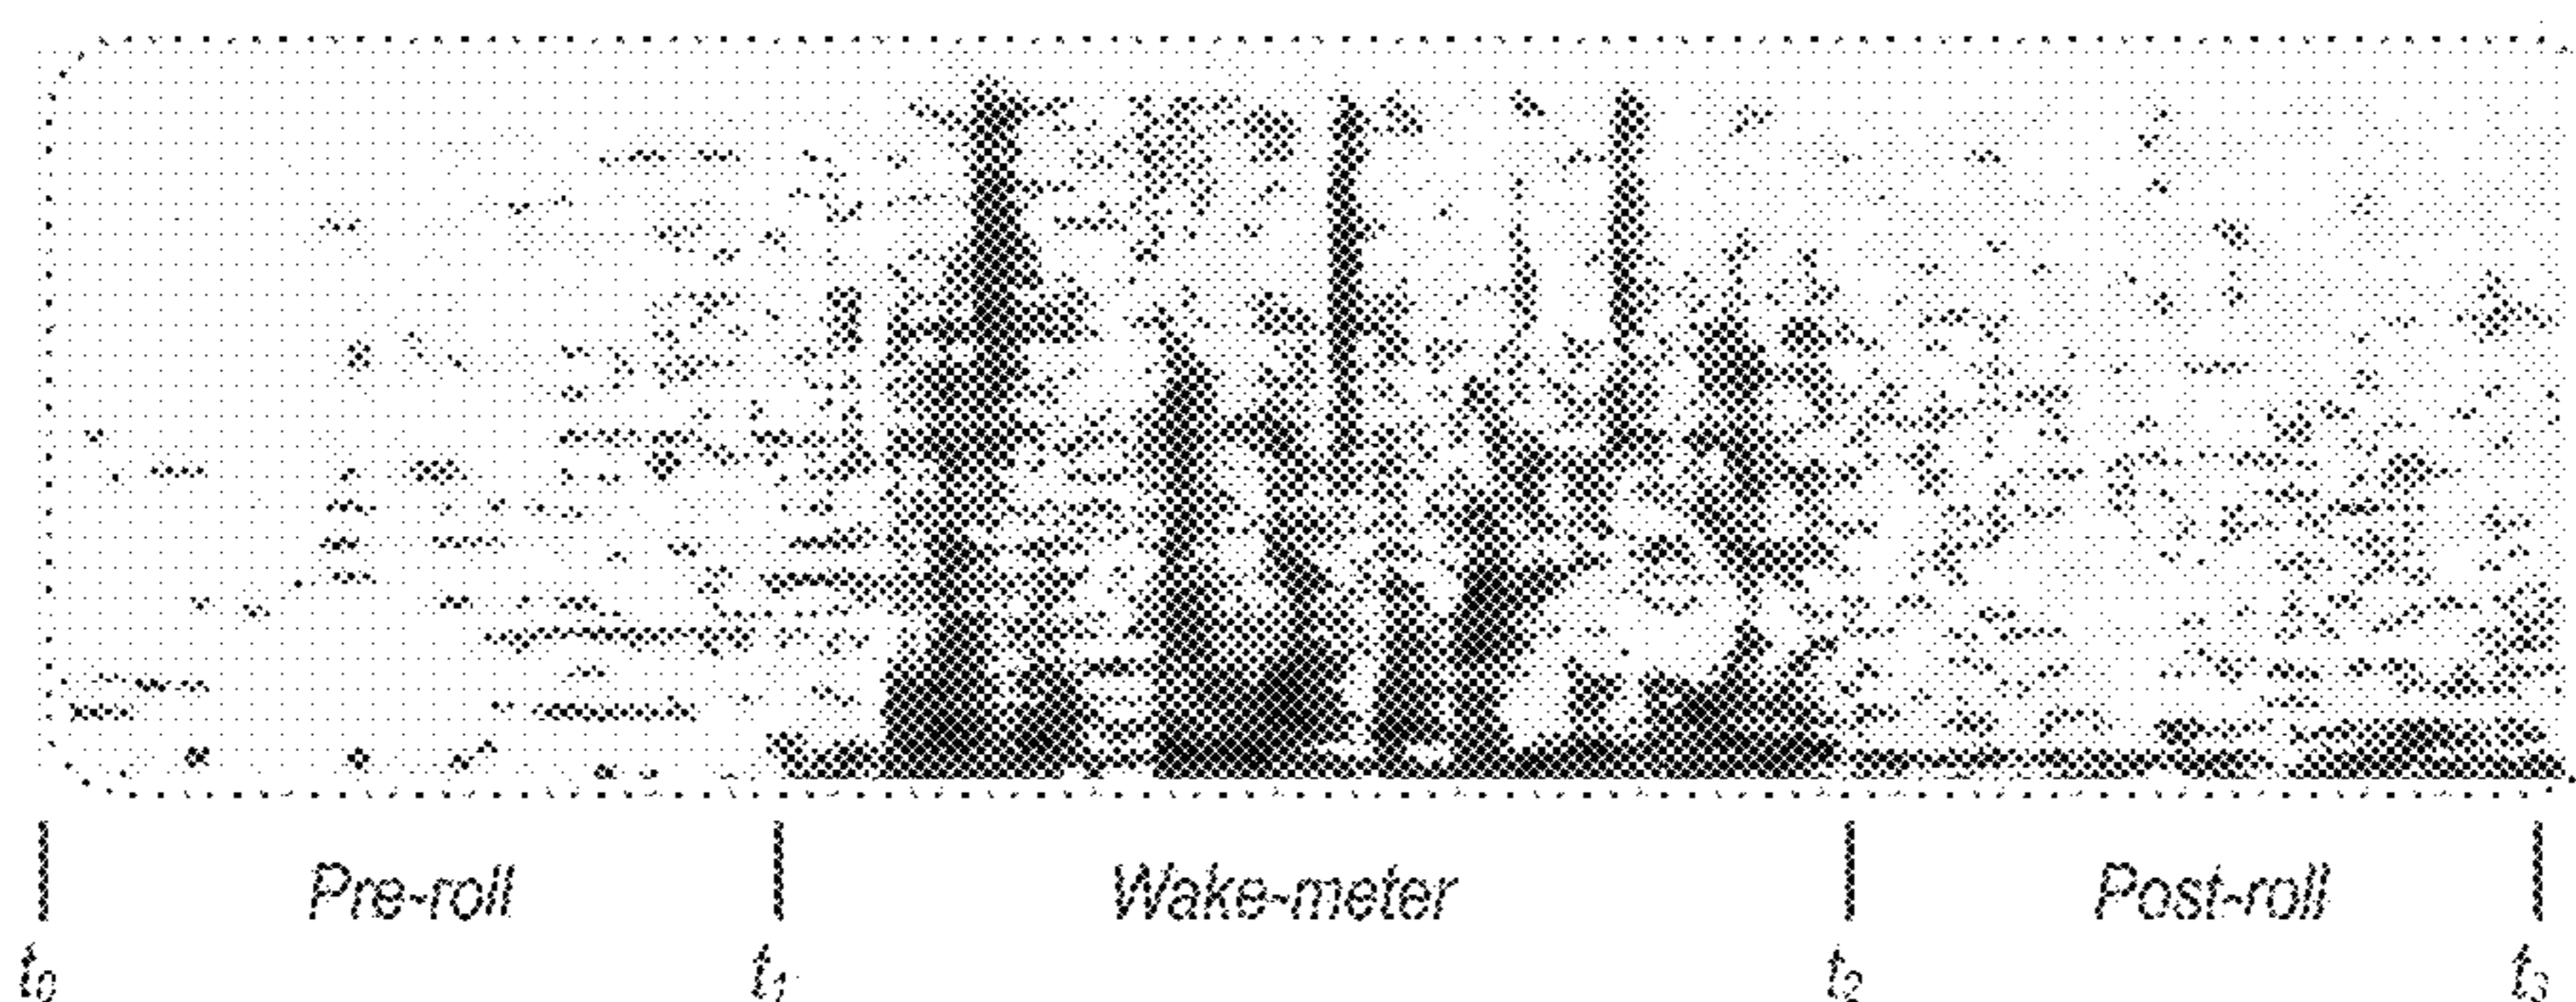 Pre-roll Wake-meter Post-roll
t₀ t₁ t₂ t₃